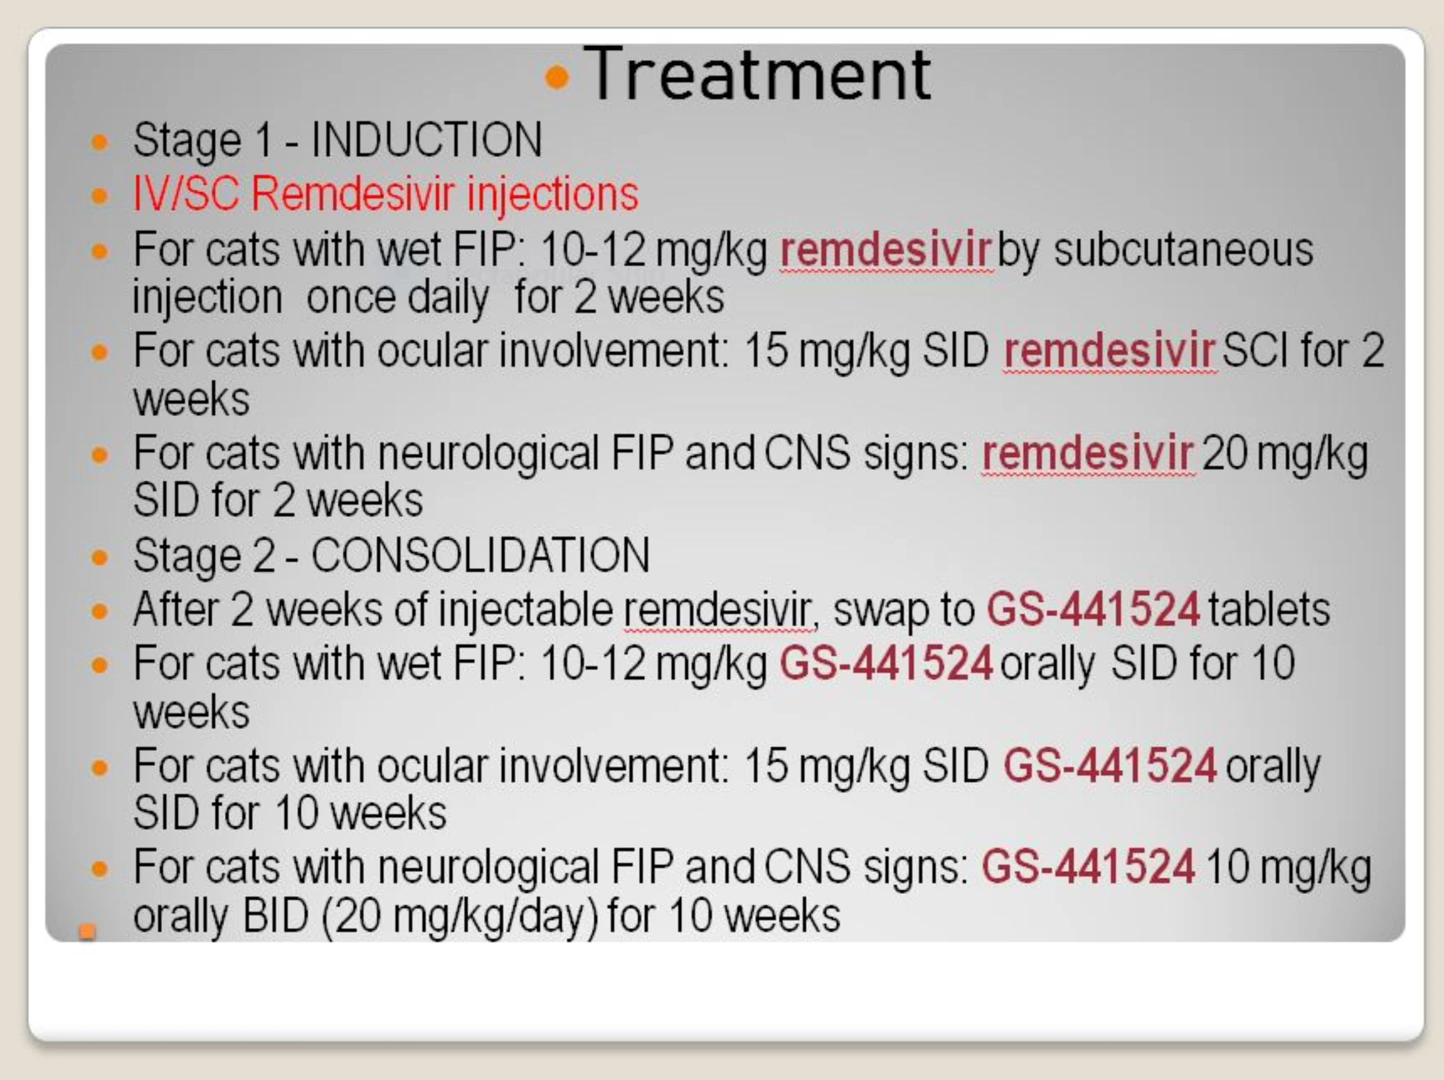 Treatment
Stage 1 - INDUCTION
IV/SC Remdesivir injections
For cats with wet FIP: 10-12 mg/kg remdesivir by subcutaneous
injection once daily for 2 weeks
For cats with ocular involvement: 15 mg/kg SID remdesivir SCI for 2
weeks
For cats with neurological FIP and CNS signs: remdesivir 20 mg/kg
SID for 2 weeks
Stage 2 - CONSOLIDATION
After 2 weeks of injectable remdesivir, swap to GS-441524 tablets
For cats with wet FIP: 10-12 mg/kg GS-441524 orally SID for 10
weeks
For cats with ocular involvement: 15 mg/kg SID GS-441524 orally
SID for 10 weeks
For cats with neurological FIP and CNS signs: GS-441524 10 mg/kg
orally BID (20 mg/kg/day) for 10 weeks